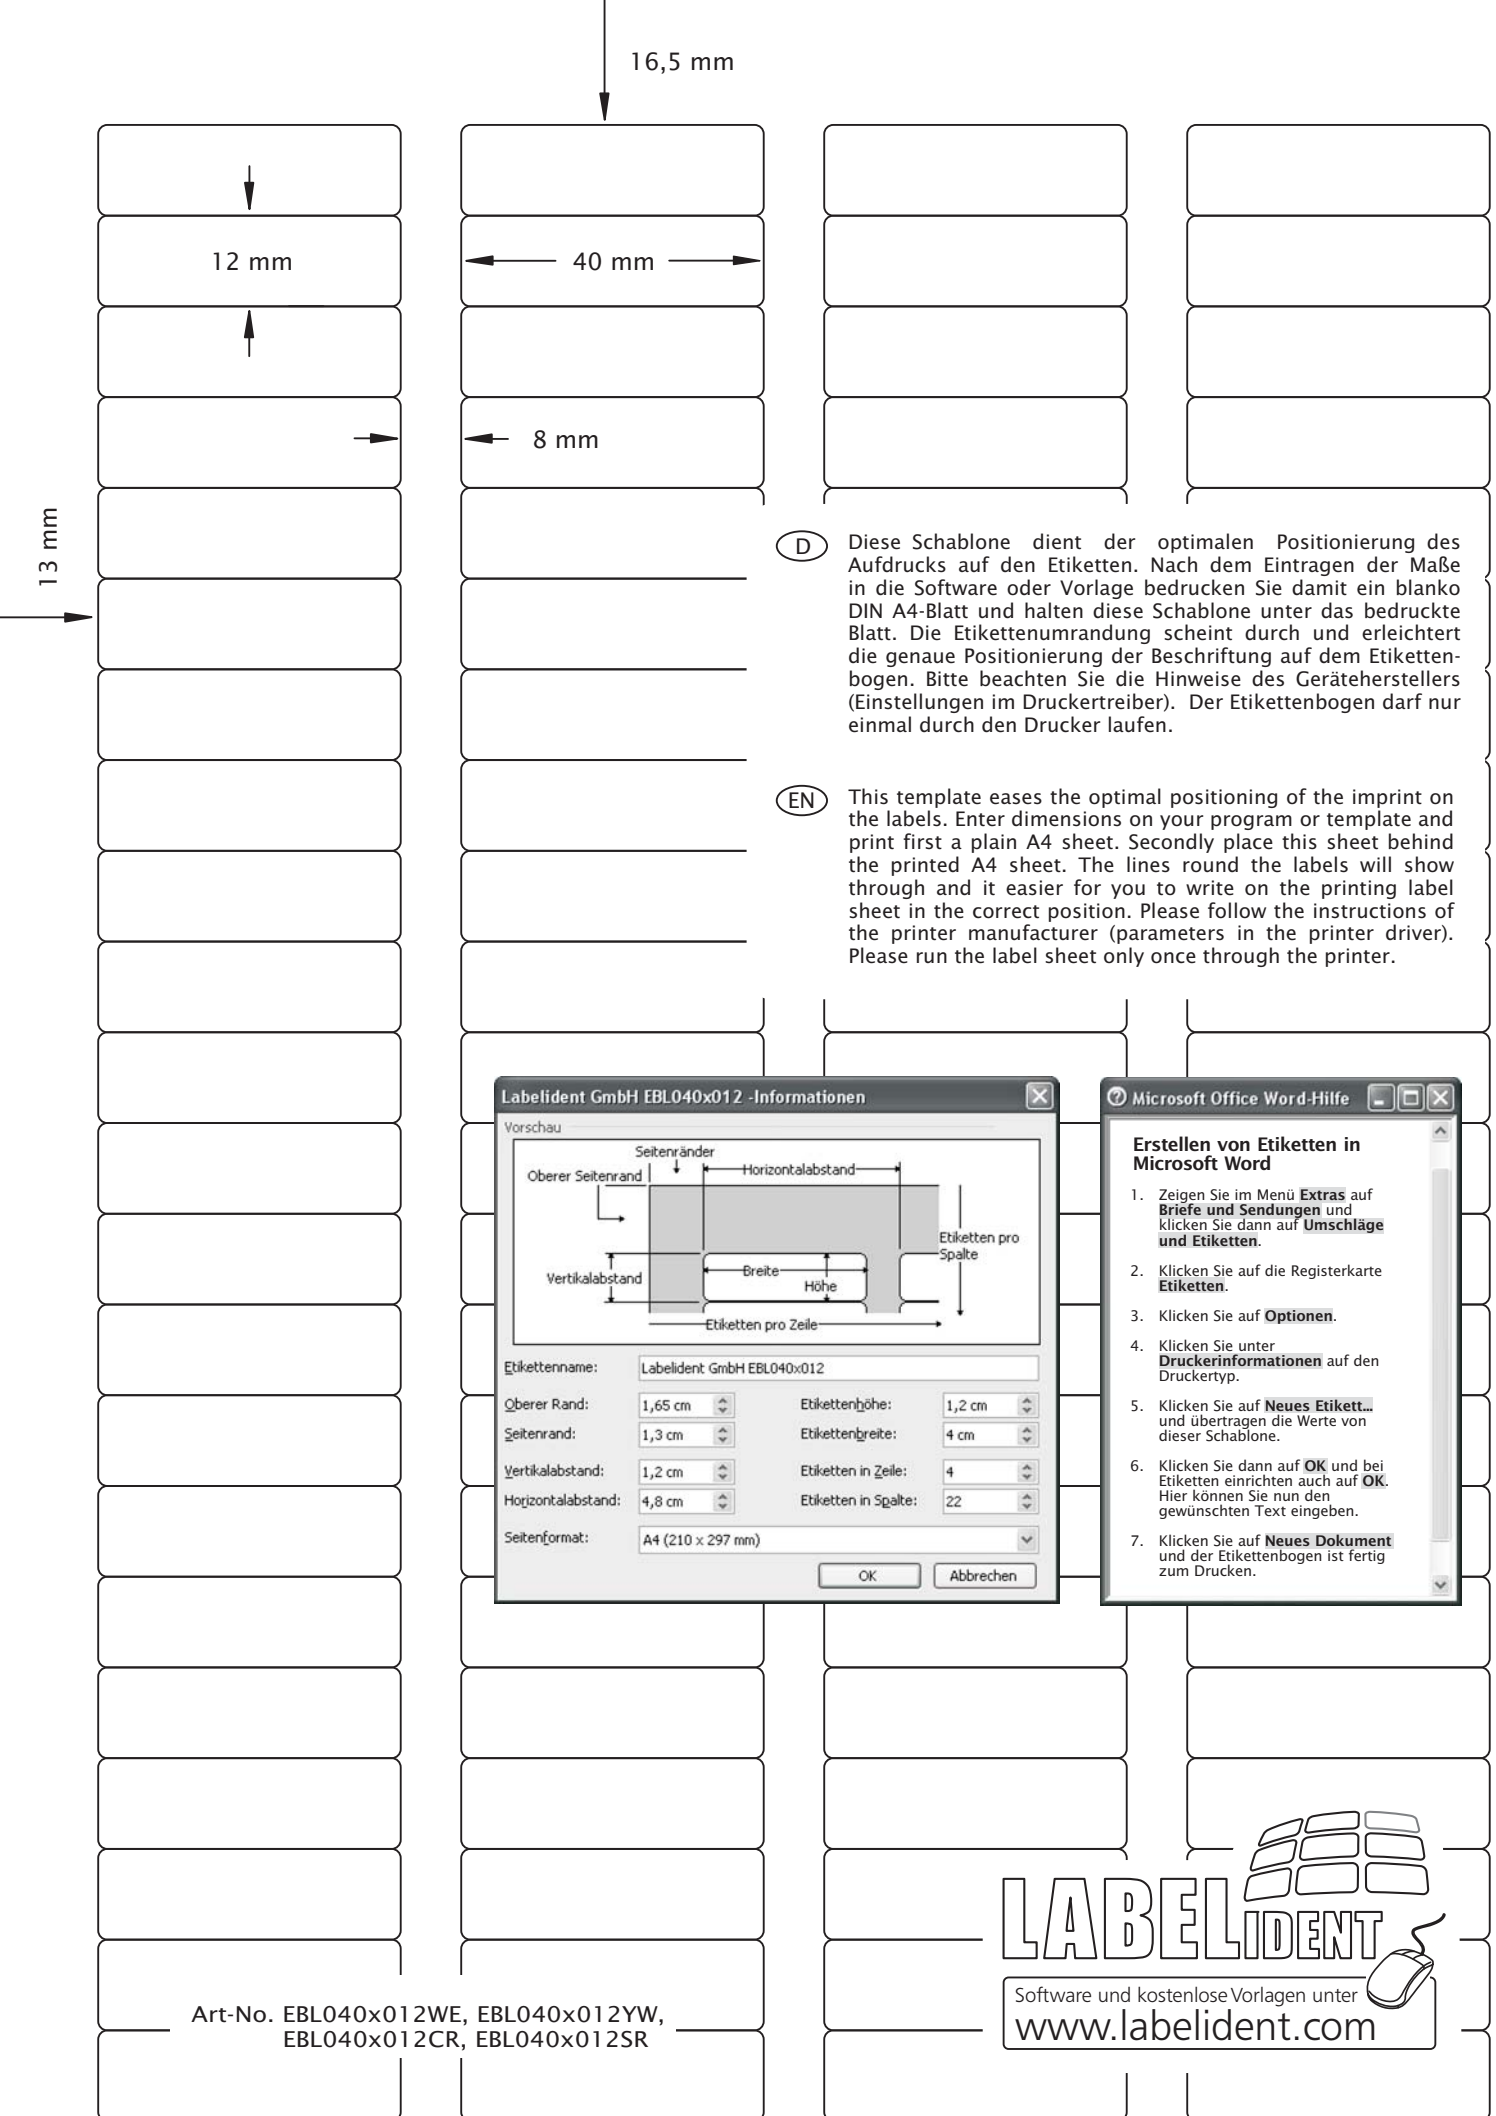 16,5 mm
12 mm
40 mm
8 mm
13 mm
D
Diese Schablone dient der optimalen Positionierung des
Aufdrucks auf den Etiketten. Nach dem Eintragen der Maße
in die Software oder Vorlage bedrucken Sie damit ein blanko
DIN A4-Blatt und halten diese Schablone unter das bedruckte
Blatt. Die Etikettenumrandung scheint durch und erleichtert
die genaue Positionierung der Beschriftung auf dem Etiketten-
bogen. Bitte beachten Sie die Hinweise des Geräteherstellers
(Einstellungen im Druckertreiber). Der Etikettenbogen darf nur
einmal durch den Drucker laufen.
EN
This template eases the optimal positioning of the imprint on
the labels. Enter dimensions on your program or template and
print first a plain A4 sheet. Secondly place this sheet behind
the printed A4 sheet. The lines round the labels will show
through and it easier for you to write on the printing label
sheet in the correct position. Please follow the instructions of
the printer manufacturer (parameters in the printer driver).
Please run the label sheet only once through the printer.
Labelident GmbH EBL040x012 -Informationen
Vorschau
Seitenränder
Oberer Seitenrand
Horizontalabstand
Etiketten pro
Spalte
Vertikalabstand
Breite
Höhe
Etiketten pro Zeile
Etikettenname: Labelident GmbH EBL040x012
Oberer Rand: 1,65 cm Etikettenhöhe: 1,2 cm
Seitenrand: 1,3 cm Etikettenbreite: 4 cm
Vertikalabstand: 1,2 cm Etiketten in Zeile: 4
Horizontalabstand: 4,8 cm Etiketten in Spalte: 22
Seitenformat: A4 (210 x 297 mm)
OK Abbrechen
Microsoft Office Word-Hilfe
Erstellen von Etiketten in
Microsoft Word
1. Zeigen Sie im Menü Extras auf
Briefe und Sendungen und
klicken Sie dann auf Umschläge
und Etiketten.
2. Klicken Sie auf die Registerkarte
Etiketten.
3. Klicken Sie auf Optionen.
4. Klicken Sie unter
Druckerinformationen auf den
Druckertyp.
5. Klicken Sie auf Neues Etikett...
und übertragen die Werte von
dieser Schablone.
6. Klicken Sie dann auf OK und bei
Etiketten einrichten auch auf OK.
Hier können Sie nun den
gewünschten Text eingeben.
7. Klicken Sie auf Neues Dokument
und der Etikettenbogen ist fertig
zum Drucken.
LABELIDENT
Software und kostenlose Vorlagen unter
www.labelident.com
Art-No. EBL040x012WE, EBL040x012YW,
EBL040x012CR, EBL040x012SR